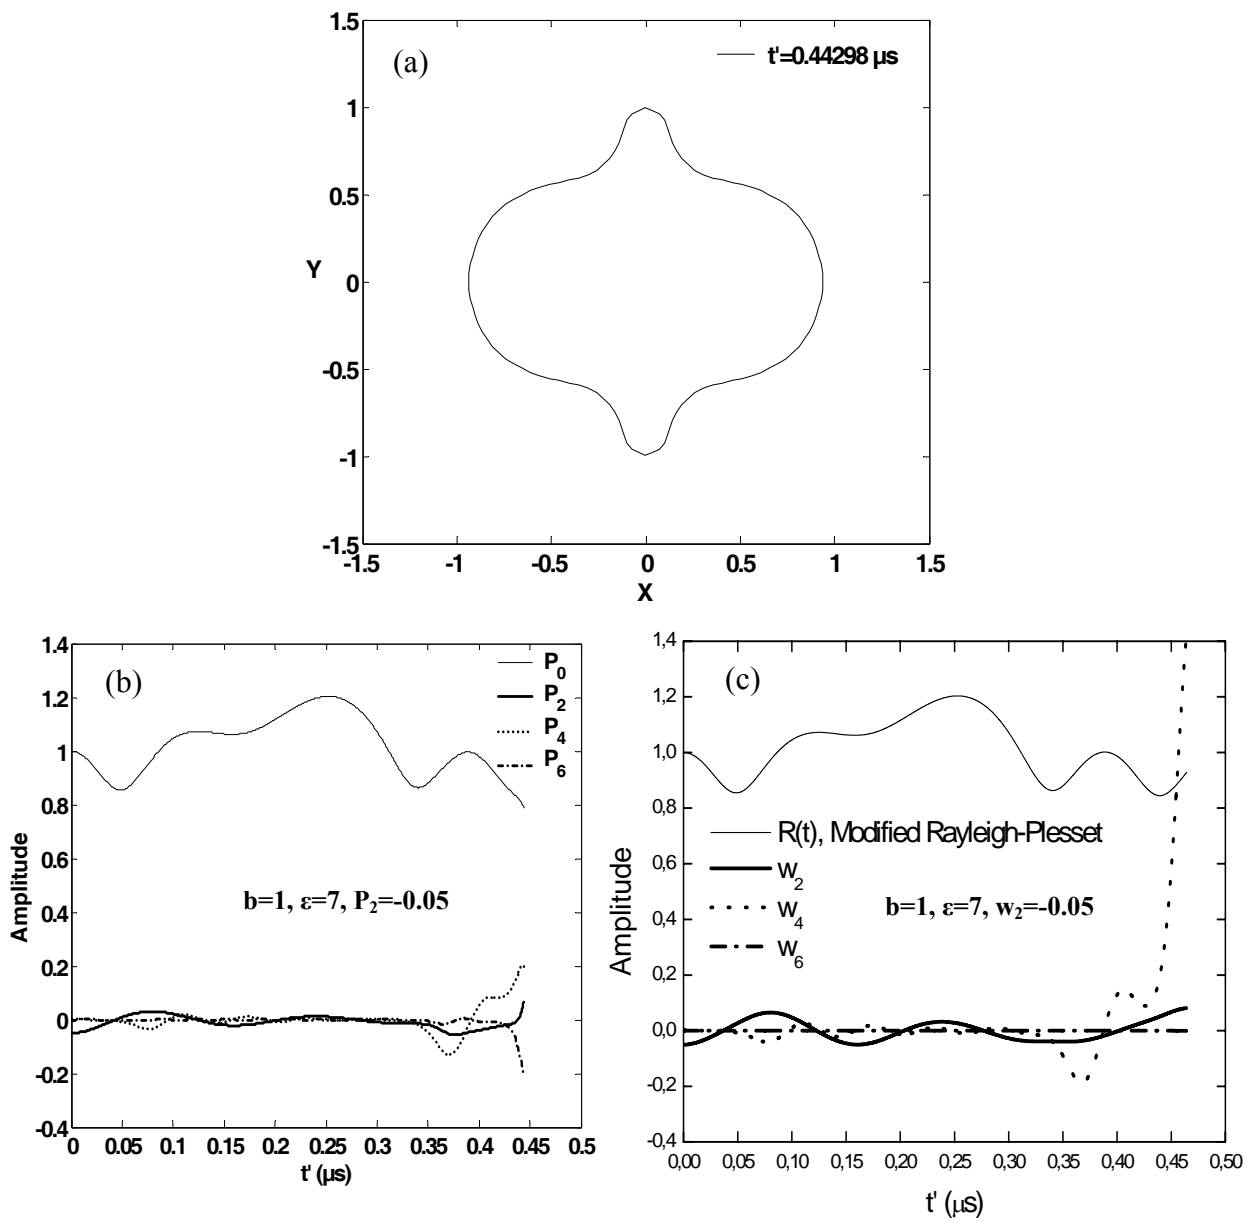 (a)
t'=0.44298 µs
1.5
1
0.5
Y
0
-0.5
-1
-1.5
-1.5 -1 -0.5 0 0.5 1 1.5
X
(b)
P0
P2
P4
P6
1.4
1.2
1
0.8
0.6
0.4
0.2
0
-0.2
-0.4
Amplitude
b=1, ε=7, P2=-0.05
0 0.05 0.1 0.15 0.2 0.25 0.3 0.35 0.4 0.45 0.5
t' (µs)
(c)
1,4
1,2
1,0
0,8
0,6
0,4
0,2
0,0
-0,2
-0,4
Amplitude
R(t), Modified Rayleigh-Plesset
w2
w4
w6
b=1, ε=7, w2=-0.05
0,00 0,05 0,10 0,15 0,20 0,25 0,30 0,35 0,40 0,45 0,50
t' (µs)